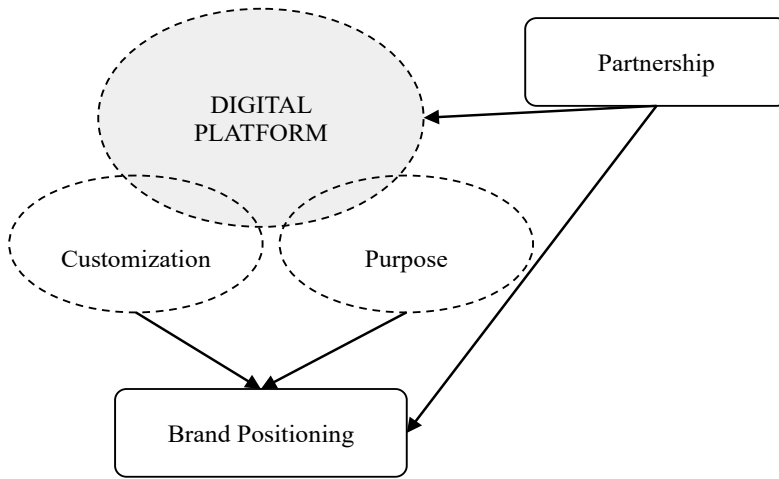 Partnership
DIGITAL
PLATFORM
Customization
Purpose
Brand Positioning